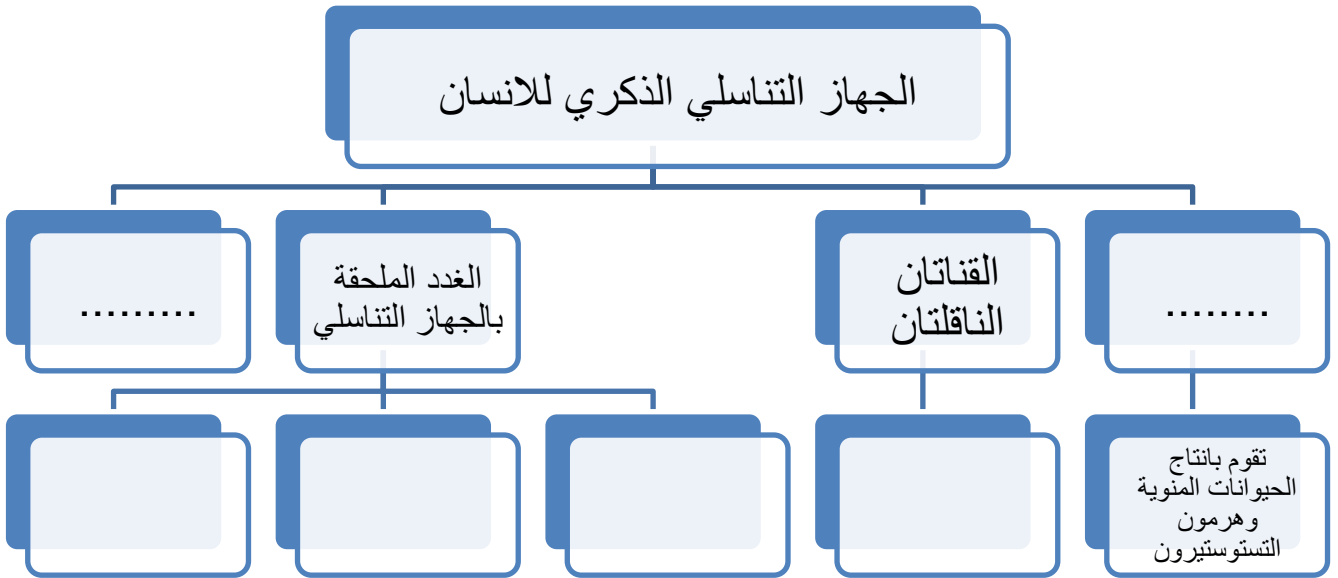 الجهاز التناسلي الذكري للانسان
........
القناتان
الناقلتان
الغدد الملحقة
بالجهاز التناسلي
.........
تقوم بانتاج
الحيوانات المنوية
وهرمون
التستوستيرون